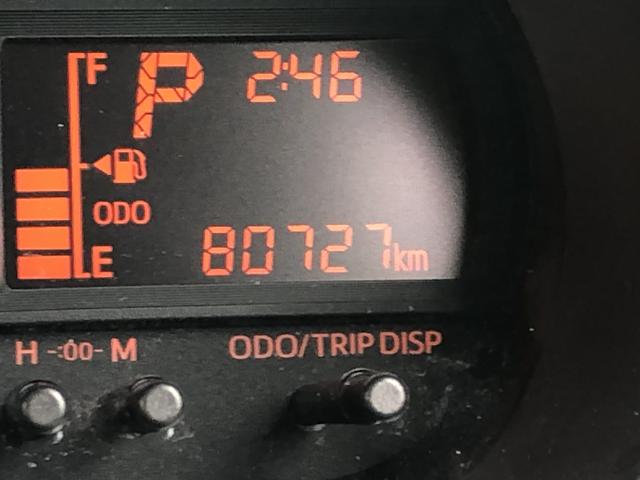 F P 2:46
ODO
E 80727km
H -:00- M ODO/TRIP DISP